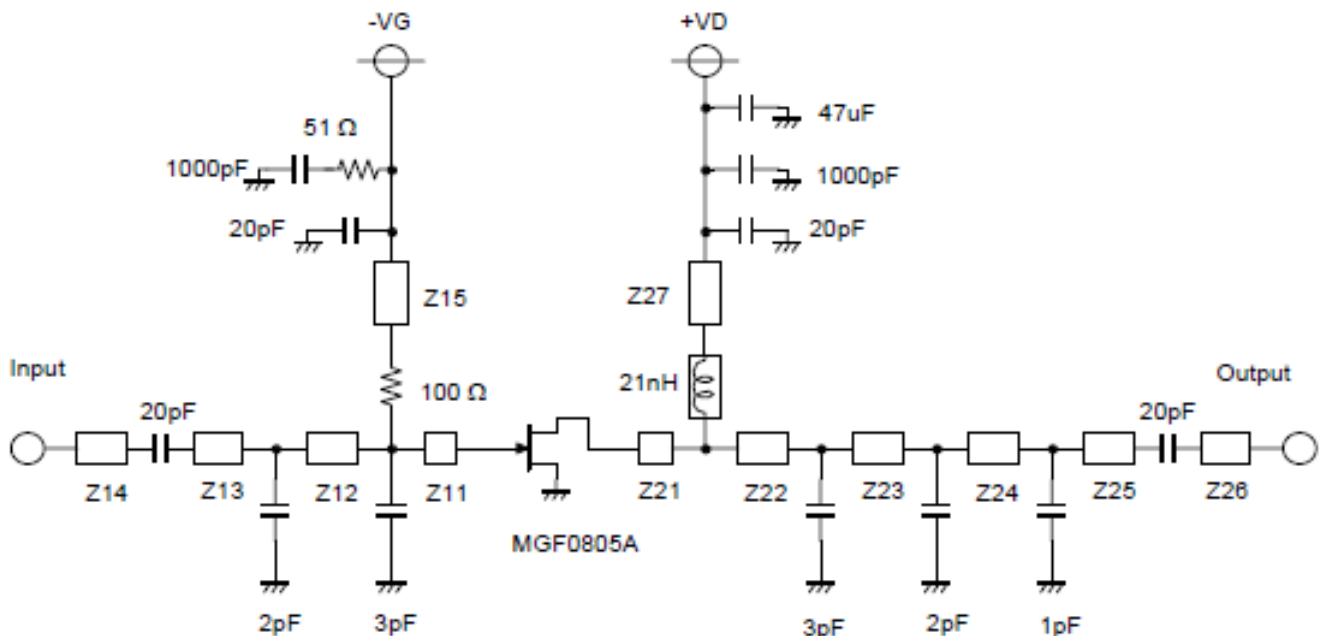 -VG
+VD
47uF
51 Ω
1000pF
1000pF
20pF
20pF
Z15
Z27
Input
100 Ω
21nH
Output
20pF
20pF
Z14
Z13
Z12
Z11
Z21
Z22
Z23
Z24
Z25
Z26
MGF0805A
2pF
3pF
3pF
2pF
1pF